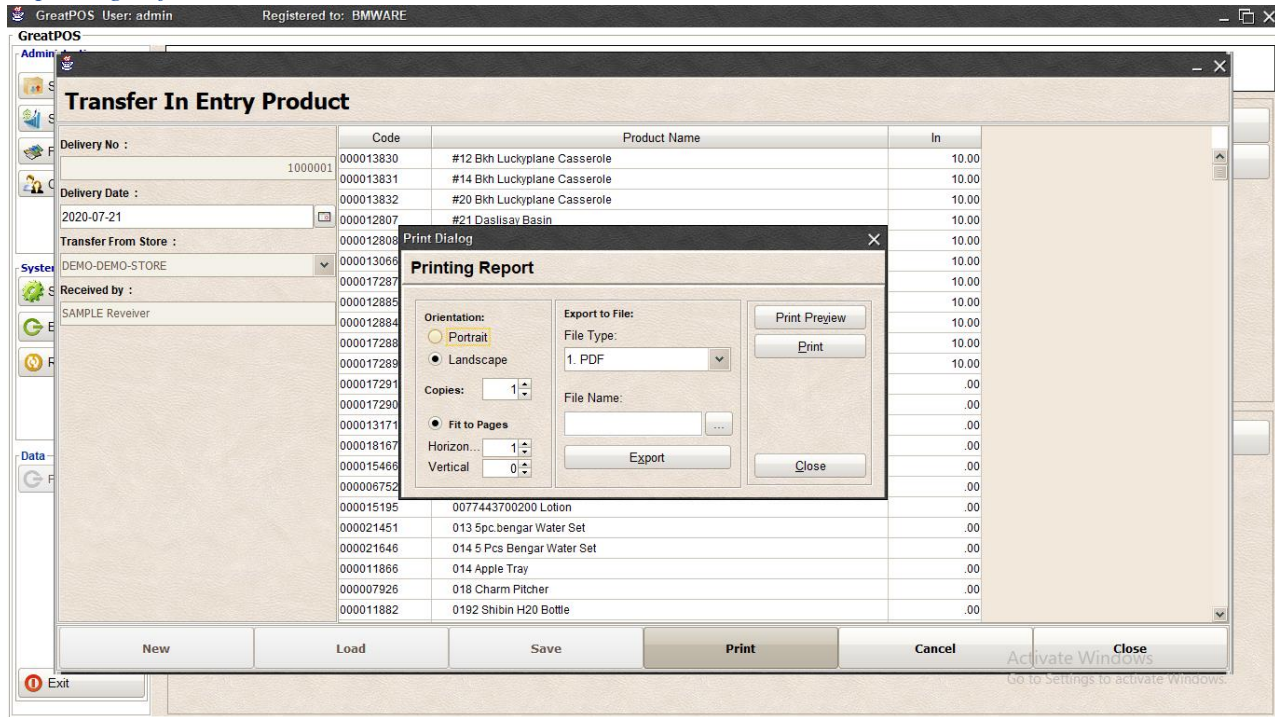 GreatPOS User: admin Registered to: BMWARE
GreatPOS
Transfer In Entry Product
Delivery No :
1000001
Delivery Date :
2020-07-21
Transfer From Store :
DEMO-DEMO-STORE
Received by :
SAMPLE Reveiver
Code Product Name In
000013830 #12 Bkh Luckyplane Casserole 10.00
000013831 #14 Bkh Luckyplane Casserole 10.00
000013832 #20 Bkh Luckyplane Casserole 10.00
000012807 #21 Daslisay Basin 10.00
000012808 10.00
000013066 10.00
000017287 10.00
000012885 10.00
000012884 10.00
000017288 10.00
000017289 10.00
000017291 .00
000017290 .00
000013171 .00
000018167 .00
000015466 .00
000006752 .00
000015195 0077443700200 Lotion .00
000021451 013 5pc.bengar Water Set .00
000021646 014 5 Pcs Bengar Water Set .00
000011866 014 Apple Tray .00
000007926 018 Charm Pitcher .00
000011882 0192 Shibin H20 Bottle .00
Print Dialog
Printing Report
Orientation:
Portrait
Landscape
Copies: 1
Fit to Pages
Horizon... 1
Vertical 0
Export to File:
File Type:
1. PDF
File Name:
...
Export
Print Preview
Print
Close
New Load Save Print Cancel Close
Data
Exit
Activate Windows
Go to Settings to activate Windows.